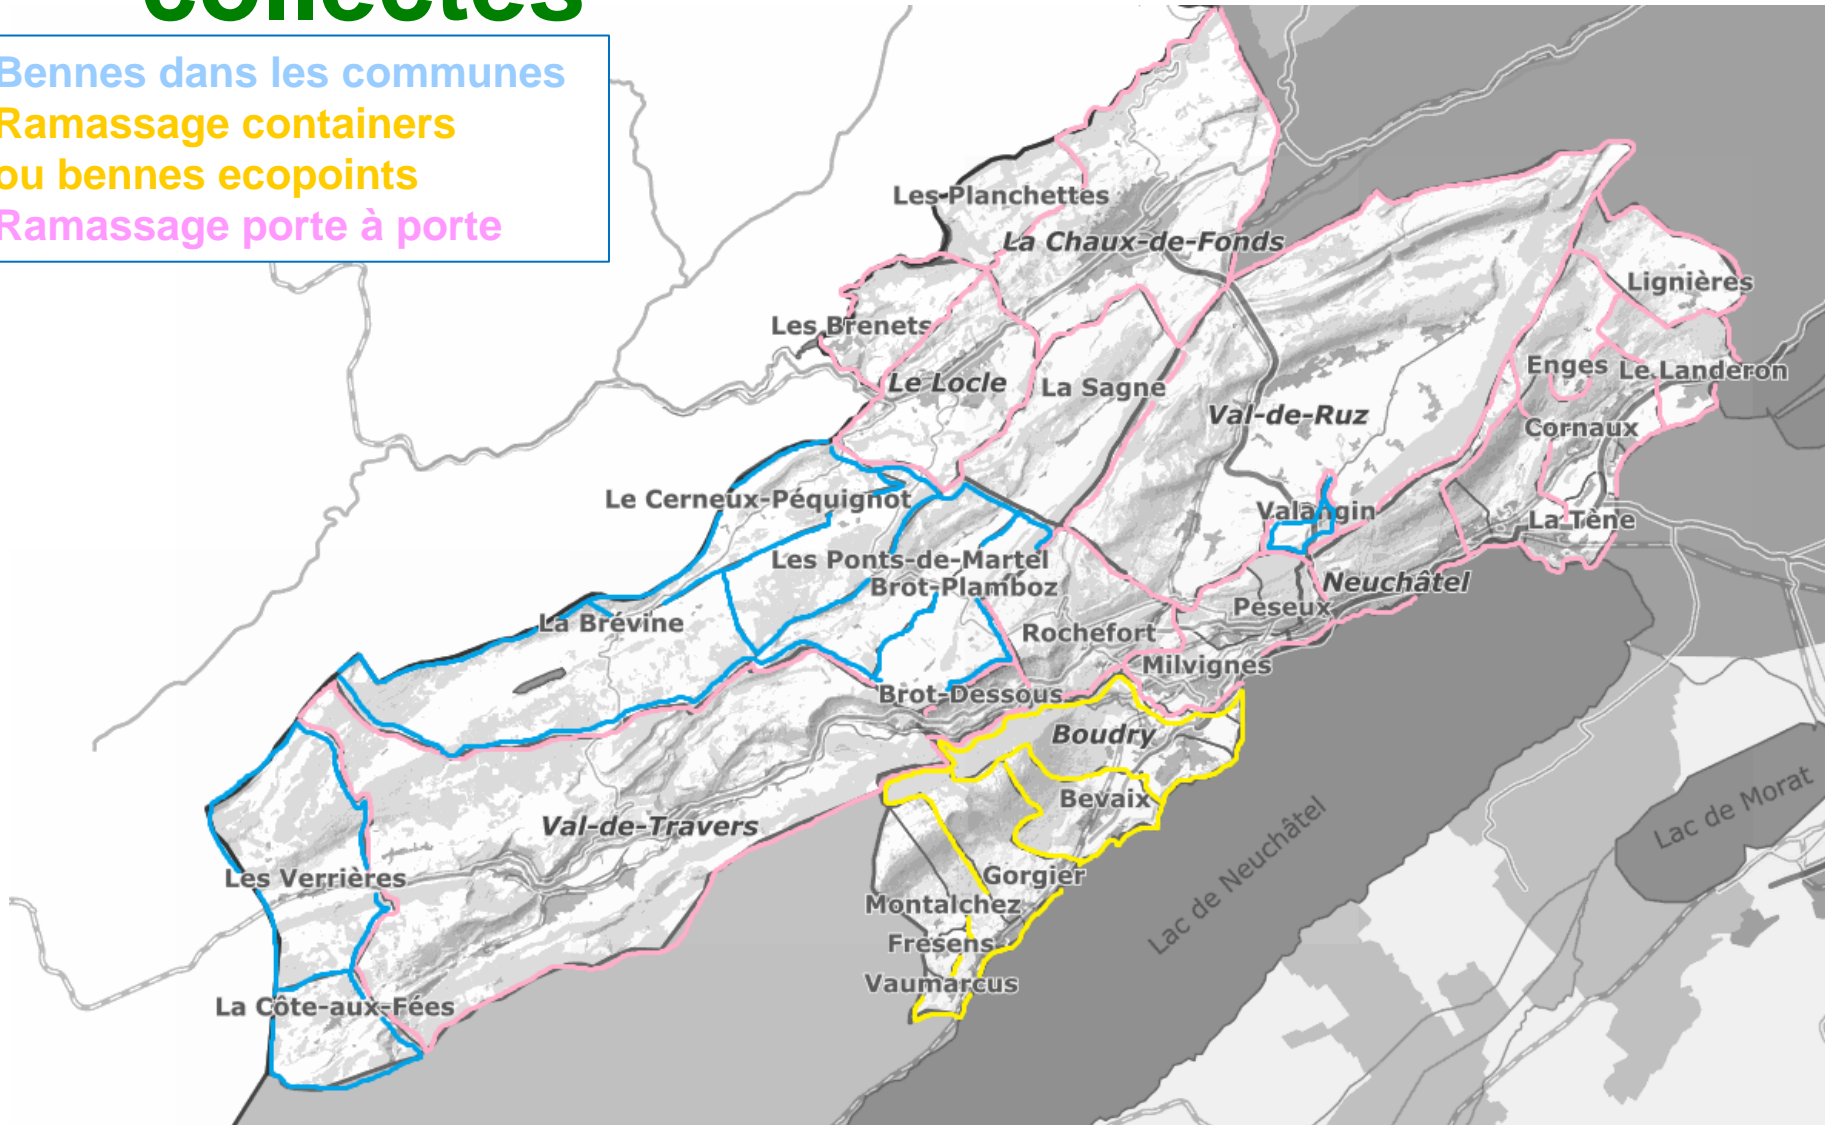 collectes
Bennes dans les communes
Ramassage containers
ou bennes ecopoints
Ramassage porte à porte
Les Planchettes
La Chaux-de-Fonds
Lignières
Les Brenets
Enges
Le Landeron
Le Locle
La Sagne
Val-de-Ruz
Cornaux
Le Cerneux-Péquignot
Valangin
La Tène
Les Ponts-de-Martel
Brot-Plamboz
Neuchâtel
Peseux
La Brévine
Rochefort
Milvignes
Brot-Dessous
Boudry
Bevaix
Lac de Morat
Val-de-Travers
Lac de Neuchâtel
Les Verrières
Gorgier
Montalchez
Fresens
Vaumarcus
La Côte-aux-Fées